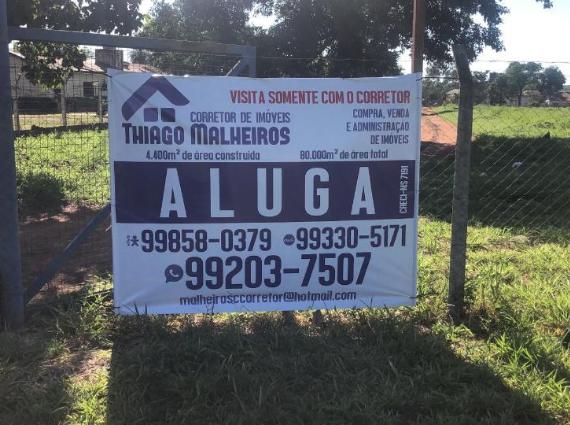 VISITA SOMENTE COM O CORRETOR
CORRETOR DE IMÓVEIS
THIAGO MALHEIROS
COMPRA, VENDA
E ADMINISTRAÇÃO
DE IMÓVEIS
4.400m² de área construída
80.000m² de área total
ALUGA
CRECI-MS 7191
99858-0379
99330-5171
99203-7507
malheirosccorretor@hotmail.com